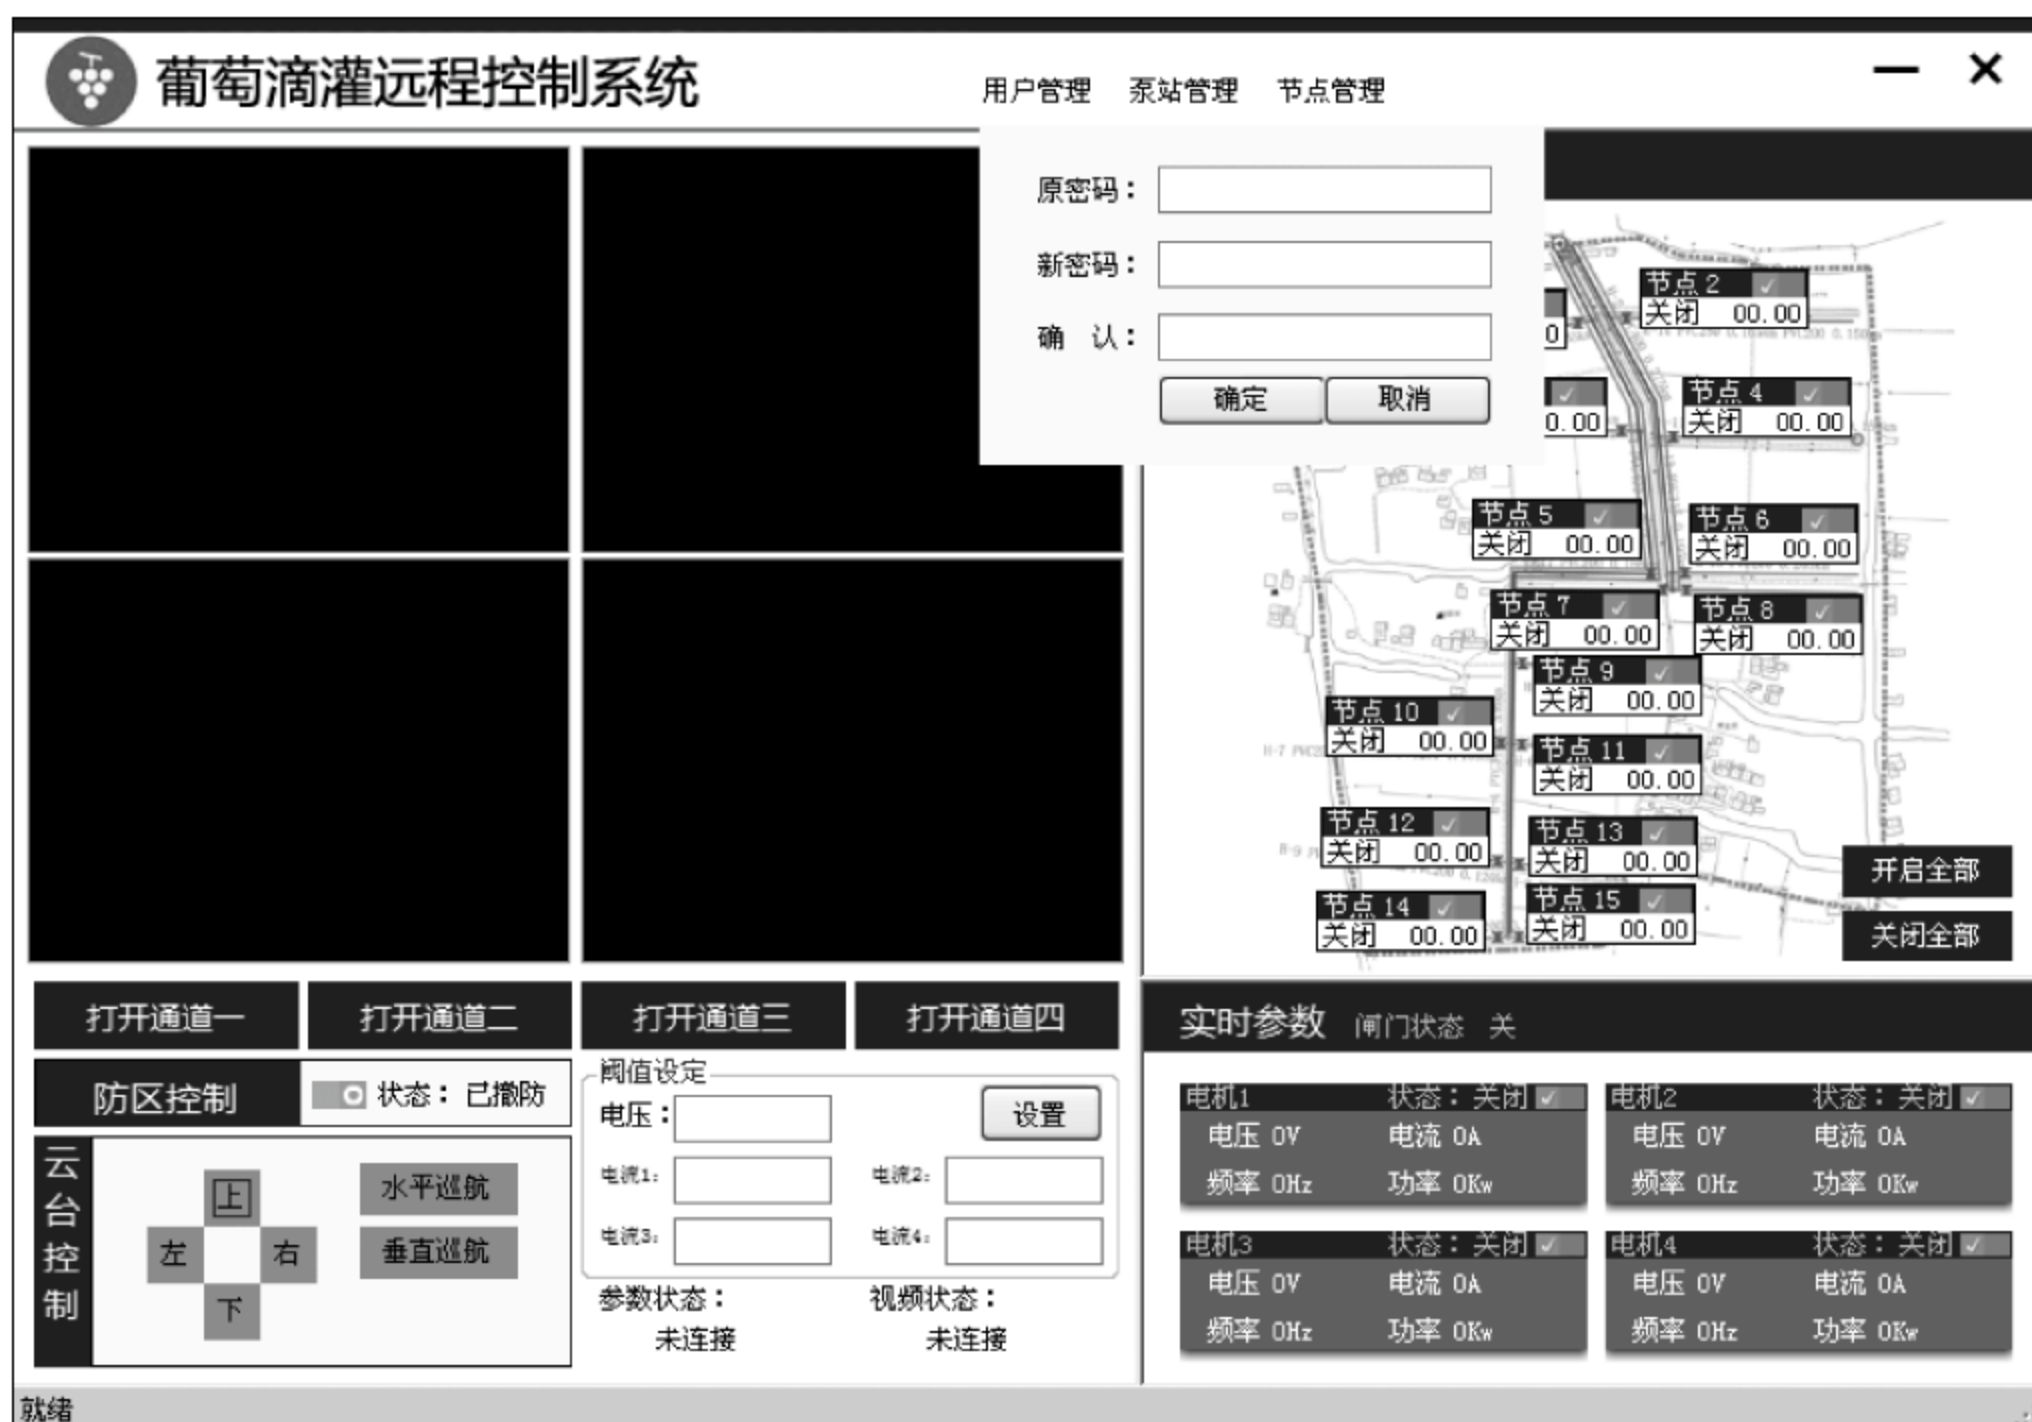 葡萄滴灌远程控制系统
用户管理 泵站管理 节点管理
原密码：
新密码：
确 认：
确定 取消
节点 2
关闭 00.00
0
节点 4
关闭 00.00
0.00
节点 5
关闭 00.00
节点 6
关闭 00.00
节点 7
关闭 00.00
节点 8
关闭 00.00
节点 9
关闭 00.00
节点 10
关闭 00.00
节点 11
关闭 00.00
节点 12
关闭 00.00
节点 13
关闭 00.00
节点 14
关闭 00.00
节点 15
关闭 00.00
开启全部
关闭全部
打开通道一 打开通道二 打开通道三 打开通道四
防区控制 状态： 已撤防
云台控制
上
左 右
下
水平巡航
垂直巡航
阈值设定
电压：
设置
电流1： 电流2：
电流3： 电流4：
参数状态： 视频状态：
未连接 未连接
实时参数 闸门状态 关
电机1 状态：关闭
电压 0V 电流 0A
频率 0Hz 功率 0Kw
电机2 状态：关闭
电压 0V 电流 0A
频率 0Hz 功率 0Kw
电机3 状态：关闭
电压 0V 电流 0A
频率 0Hz 功率 0Kw
电机4 状态：关闭
电压 0V 电流 0A
频率 0Hz 功率 0Kw
就绪